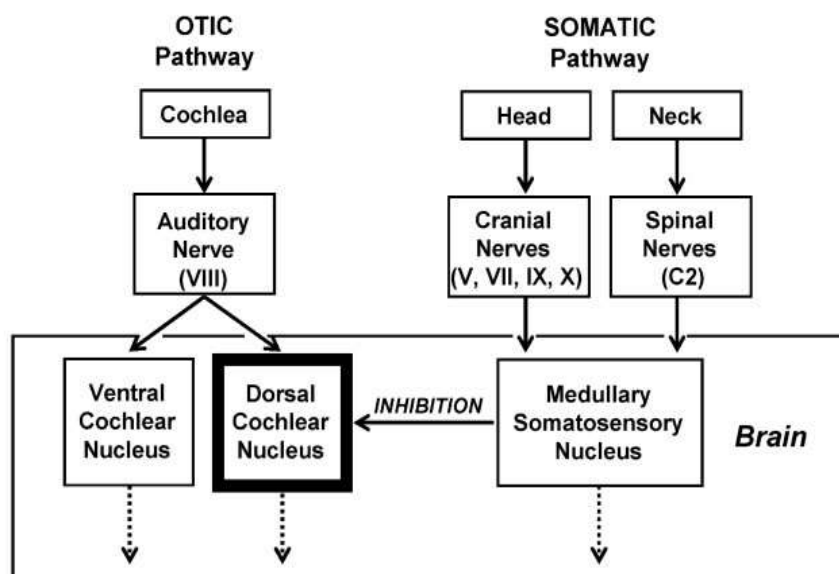 OTIC
Pathway
SOMATIC
Pathway
Cochlea
Head
Neck
Auditory
Nerve
(VIII)
Cranial
Nerves
(V, VII, IX, X)
Spinal
Nerves
(C2)
Ventral
Cochlear
Nucleus
Dorsal
Cochlear
Nucleus
INHIBITION
Medullary
Somatosensory
Nucleus
Brain